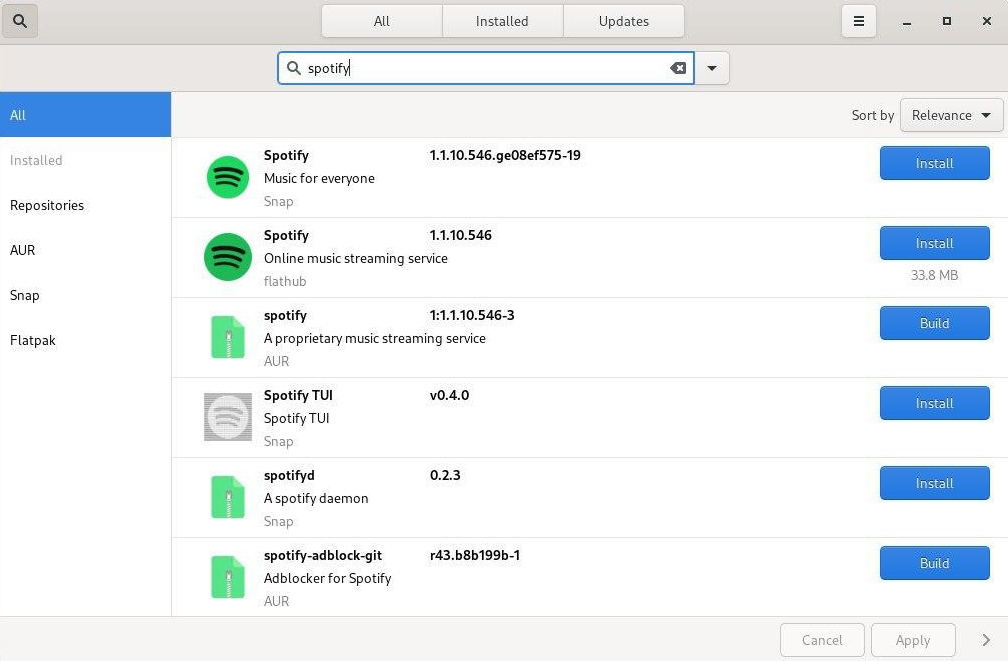 All Installed Updates
spotify
All
Installed
Repositories
AUR
Snap
Flatpak
Sort by Relevance
Spotify 1.1.10.546.ge08ef575-19 Install
Music for everyone
Snap
Spotify 1.1.10.546 Install
Online music streaming service
flathub 33.8 MB
spotify 1:1.1.10.546-3 Build
A proprietary music streaming service
AUR
Spotify TUI v0.4.0 Install
Spotify TUI
Snap
spotifyd 0.2.3 Install
A spotify daemon
Snap
spotify-adblock-git r43.b8b199b-1 Build
Adblocker for Spotify
AUR
Cancel Apply